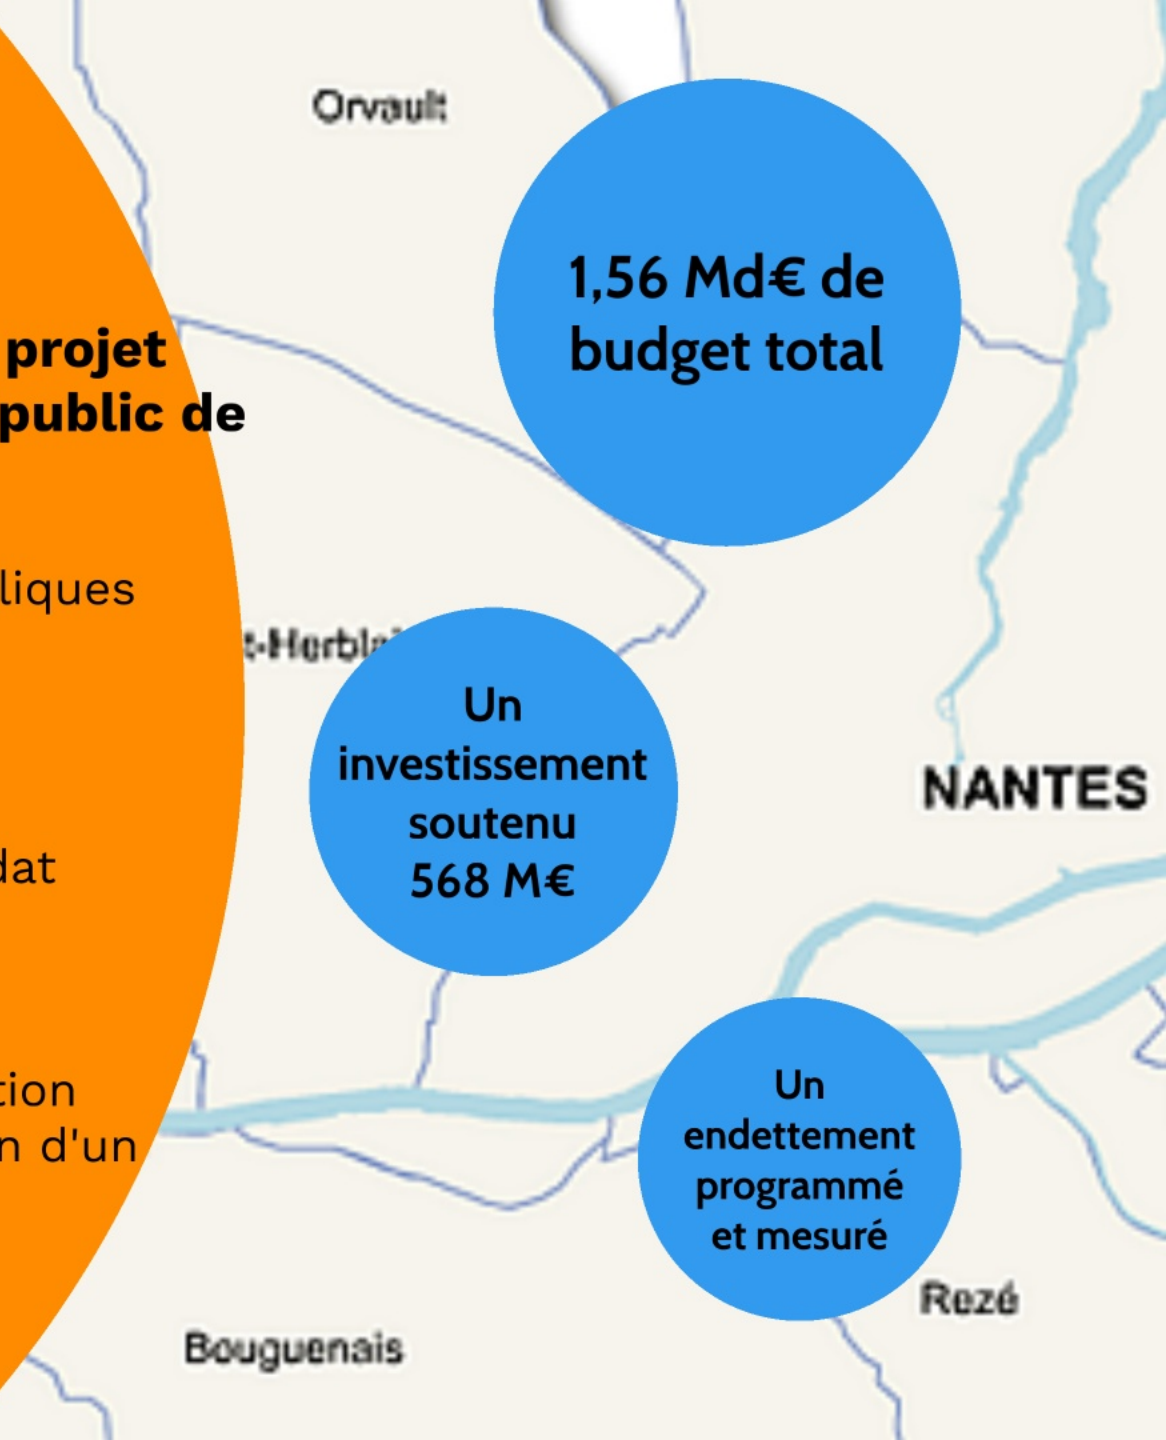 Orvault
1,56 Md€ de
budget total
projet
public de
liques
t-Herblai
Un
investissement
soutenu
568 M€
NANTES
dat
Un
endettement
programmé
et mesuré
tion
n d'un
Rezé
Bouguenais